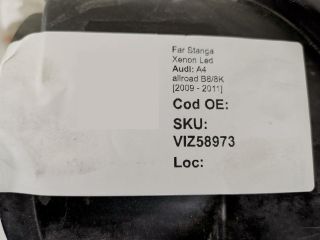 Far Stanga
Xenon Led
Audi: A4
allroad B8/8K
[2009 - 2011]
Cod OE:
SKU:
VIZ58973
Loc: